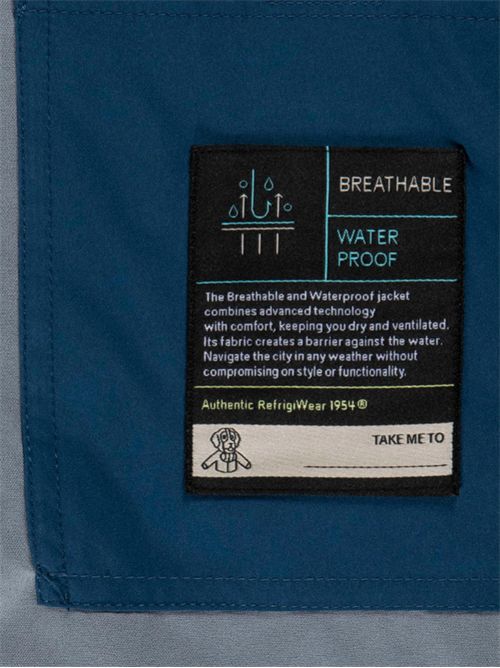 BREATHABLE
WATER
PROOF
The Breathable and Waterproof jacket
combines advanced technology
with comfort, keeping you dry and ventilated.
Its fabric creates a barrier against the water.
Navigate the city in any weather without
compromising on style or functionality.
Authentic RefrigiWear 1954®
TAKE ME TO